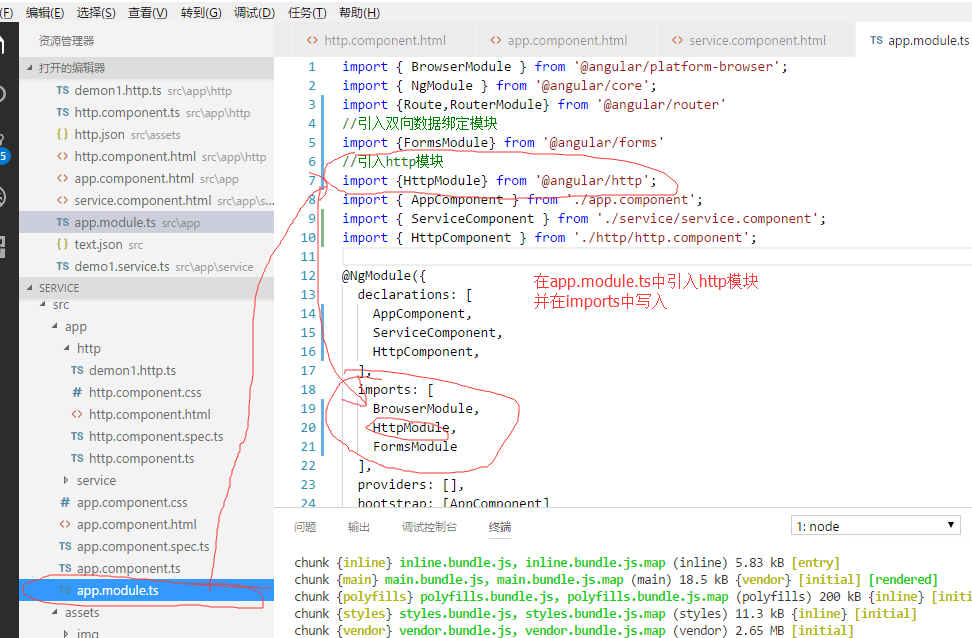 (F) 编辑(E) 选择(S) 查看(V) 转到(G) 调试(D) 任务(T) 帮助(H)
资源管理器
打开的编辑器
TS demon1.http.ts src\app\http
TS http.component.ts src\app\http
{} http.json src\assets
<> http.component.html src\app\http
<> app.component.html src\app
<> service.component.html src\app\s...
TS app.module.ts src\app
{} text.json src
TS demo1.service.ts src\app\service
SERVICE
src
app
http
TS demon1.http.ts
# http.component.css
<> http.component.html
TS http.component.spec.ts
TS http.component.ts
service
# app.component.css
<> app.component.html
TS app.component.spec.ts
TS app.component.ts
TS app.module.ts
assets
img
5
<> http.component.html <> app.component.html <> service.component.html TS app.module.ts
1 import { BrowserModule } from '@angular/platform-browser';
2 import { NgModule } from '@angular/core';
3 import {Route,RouterModule} from '@angular/router'
4 //引入双向数据绑定模块
5 import {FormsModule} from '@angular/forms'
6 //引入http模块
7 import {HttpModule} from '@angular/http';
8 import { AppComponent } from './app.component';
9 import { ServiceComponent } from './service/service.component';
10 import { HttpComponent } from './http/http.component';
11
12 @NgModule({
13 declarations: [
14 AppComponent,
15 ServiceComponent,
16 HttpComponent,
17 ],
18 imports: [
19 BrowserModule,
20 HttpModule,
21 FormsModule
22 ],
23 providers: [],
24 bootstrap: [AppComponent]
在app.module.ts中引入http模块
并在imports中写入
问题 输出 调试控制台 终端 1: node
chunk {inline} inline.bundle.js, inline.bundle.js.map (inline) 5.83 kB [entry]
chunk {main} main.bundle.js, main.bundle.js.map (main) 18.5 kB {vendor} [initial] [rendered]
chunk {polyfills} polyfills.bundle.js, polyfills.bundle.js.map (polyfills) 200 kB {inline} [initi
chunk {styles} styles.bundle.js, styles.bundle.js.map (styles) 11.3 kB {inline} [initial]
chunk {vendor} vendor.bundle.js, vendor.bundle.js.map (vendor) 2.65 MB [initial]